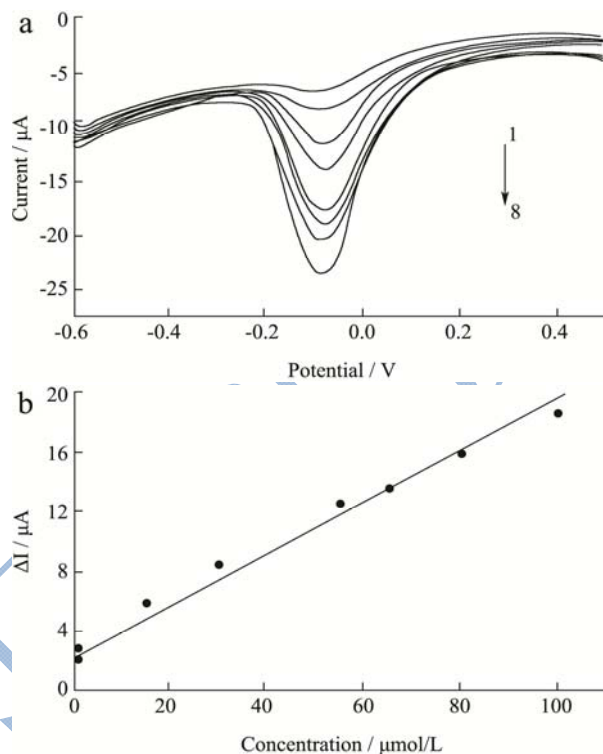 a
0
-5
-10
-15
-20
-25
Current / μA
1
8
-0.6 -0.4 -0.2 0.0 0.2 0.4
Potential / V
b
20
16
12
8
4
0
ΔI / μA
0 20 40 60 80 100
Concentration / μmol/L